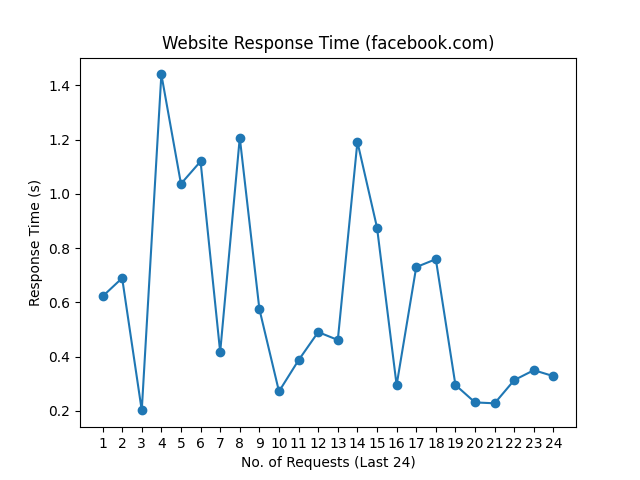 Website Response Time (facebook.com)
Response Time (s)
1.4
1.2
1.0
0.8
0.6
0.4
0.2
1 2 3 4 5 6 7 8 9 10 11 12 13 14 15 16 17 18 19 20 21 22 23 24
No. of Requests (Last 24)